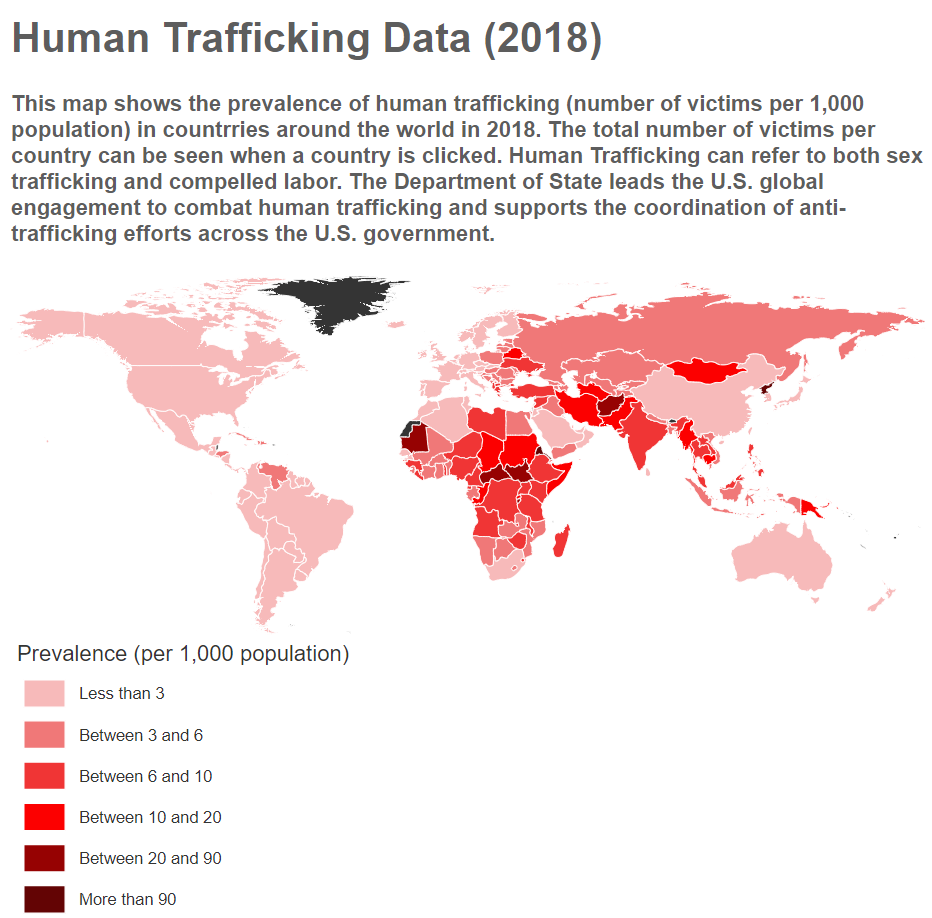 Human Trafficking Data (2018)
This map shows the prevalence of human trafficking (number of victims per 1,000
population) in countrries around the world in 2018. The total number of victims per
country can be seen when a country is clicked. Human Trafficking can refer to both sex
trafficking and compelled labor. The Department of State leads the U.S. global
engagement to combat human trafficking and supports the coordination of anti-
trafficking efforts across the U.S. government.
Prevalence (per 1,000 population)
Less than 3
Between 3 and 6
Between 6 and 10
Between 10 and 20
Between 20 and 90
More than 90